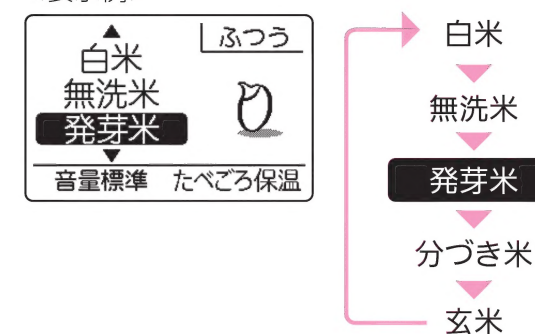 ふつう
白米
無洗米
発芽米
音量標準 たべごろ保温
白米
無洗米
発芽米
分づき米
玄米